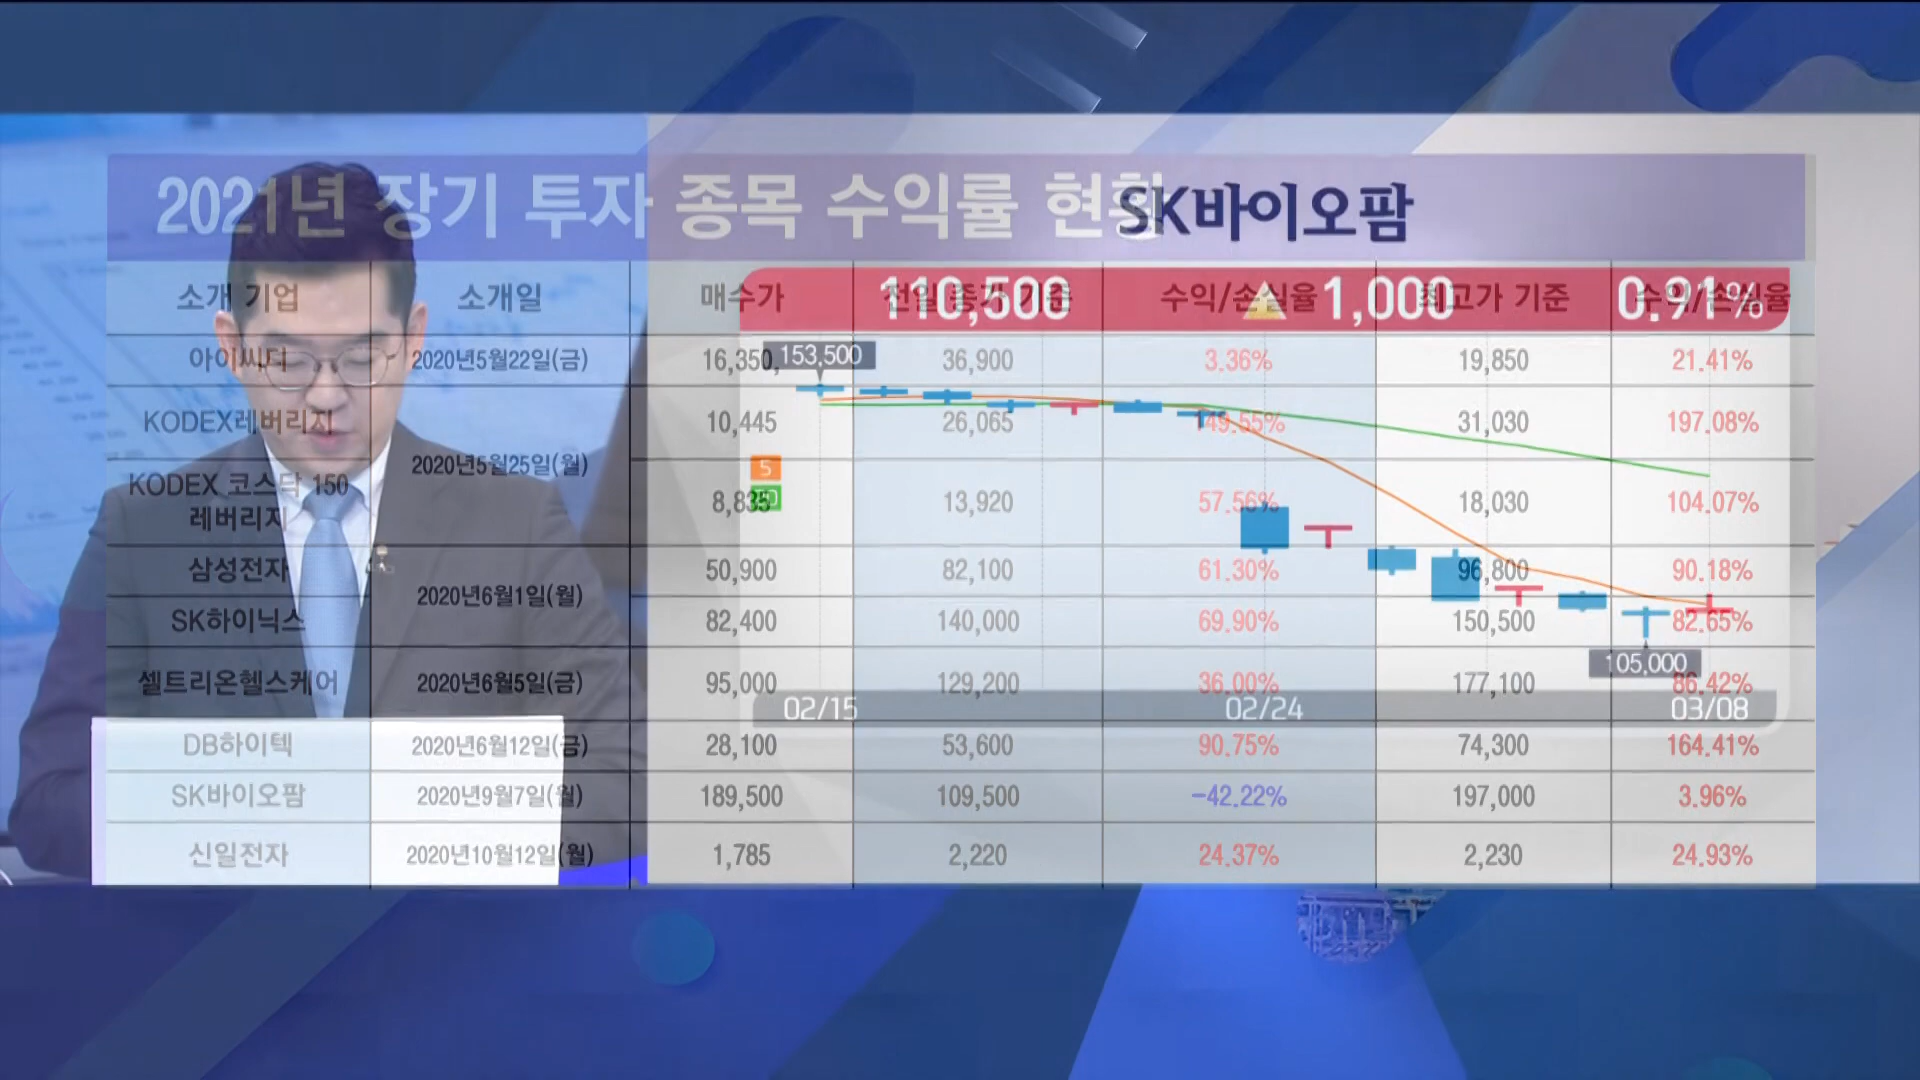 2021년 장기 투자 종목 수익률 현황
SK바이오팜
소개 기업 소개일 매수가 전일 종가 기준 수익/손실율 최고가 기준 수익/손실율
110,500 ▲ 1,000 0.91%
아이씨디 2020년5월22일(금) 16,350 36,900 3.36% 19,850 21.41%
153,500
KODEX레버리지 10,445 26,065 149.55% 31,030 197.08%
2020년5월25일(월)
5
KODEX 코스닥 150
레버리지 8,835 13,920 57.56% 18,030 104.07%
삼성전자 50,900 82,100 61.30% 96,800 90.18%
2020년6월1일(월)
SK하이닉스 82,400 140,000 69.90% 150,500 82.65%
105,000
셀트리온헬스케어 2020년6월5일(금) 95,000 129,200 36.00% 177,100 86.42%
02/15 02/24 03/08
DB하이텍 2020년6월12일(금) 28,100 53,600 90.75% 74,300 164.41%
SK바이오팜 2020년9월7일(월) 189,500 109,500 -42.22% 197,000 3.96%
신일전자 2020년10월12일(월) 1,785 2,220 24.37% 2,230 24.93%